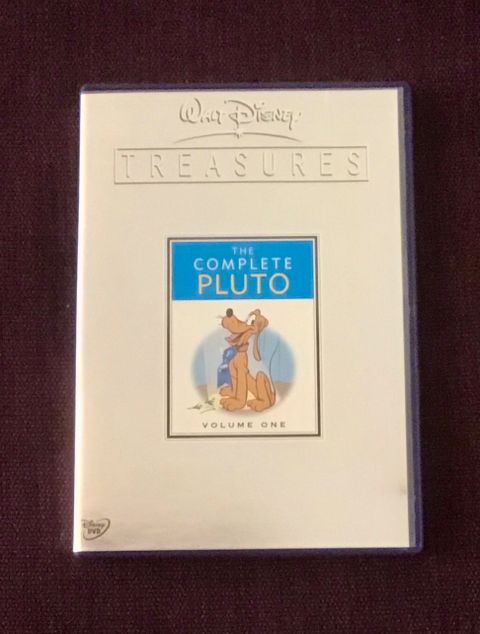 Walt Disney
TREASURES
THE
COMPLETE
PLUTO
VOLUME ONE
Disney
DVD